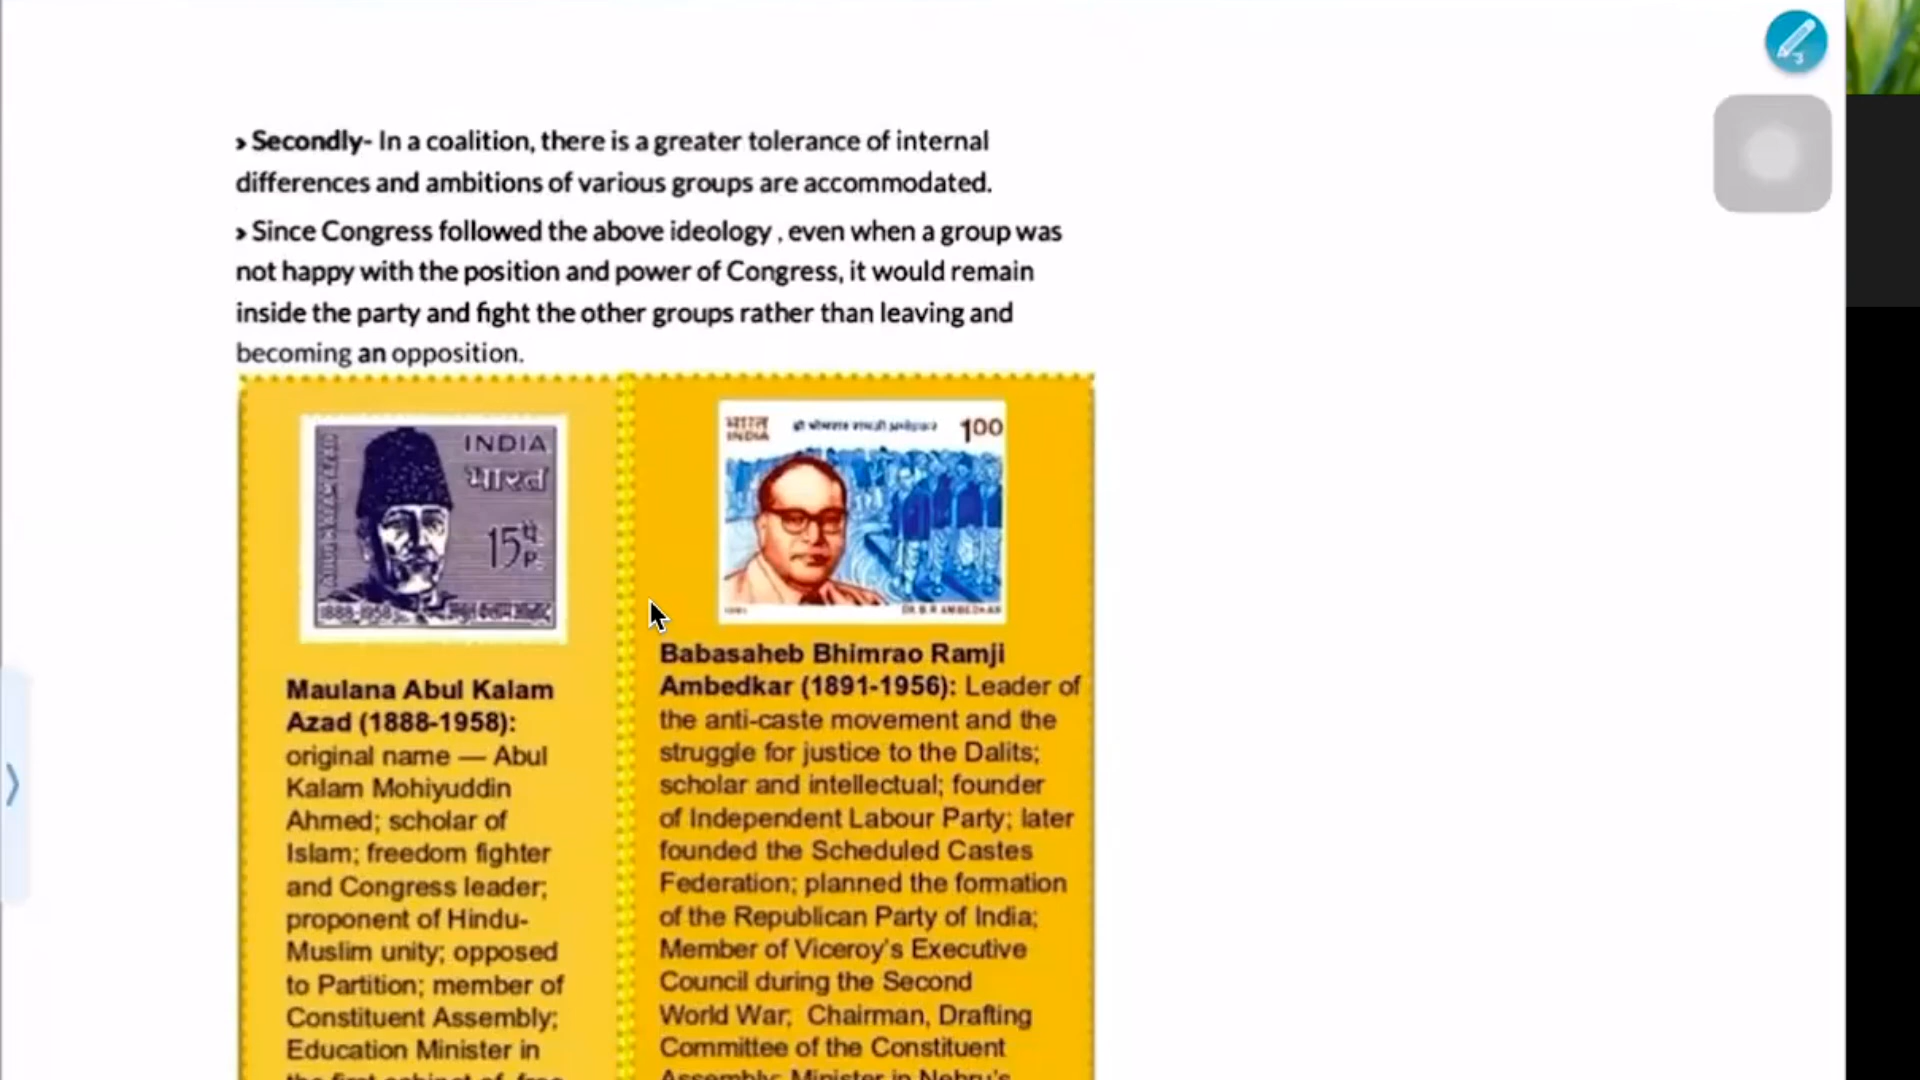 › Secondly- In a coalition, there is a greater tolerance of internal
differences and ambitions of various groups are accommodated.
› Since Congress followed the above ideology , even when a group was
not happy with the position and power of Congress, it would remain
inside the party and fight the other groups rather than leaving and
becoming an opposition.
INDIA
भारत
15 पै.
P.
1888-1958
भारत
INDIA
100
DR B R AMBEDKAR
Maulana Abul Kalam
Azad (1888-1958):
original name — Abul
Kalam Mohiyuddin
Ahmed; scholar of
Islam; freedom fighter
and Congress leader;
proponent of Hindu-
Muslim unity; opposed
to Partition; member of
Constituent Assembly;
Education Minister in
Babasaheb Bhimrao Ramji
Ambedkar (1891-1956): Leader of
the anti-caste movement and the
struggle for justice to the Dalits;
scholar and intellectual; founder
of Independent Labour Party; later
founded the Scheduled Castes
Federation; planned the formation
of the Republican Party of India;
Member of Viceroy's Executive
Council during the Second
World War; Chairman, Drafting
Committee of the Constituent
Assembly; Minister in Nehru's